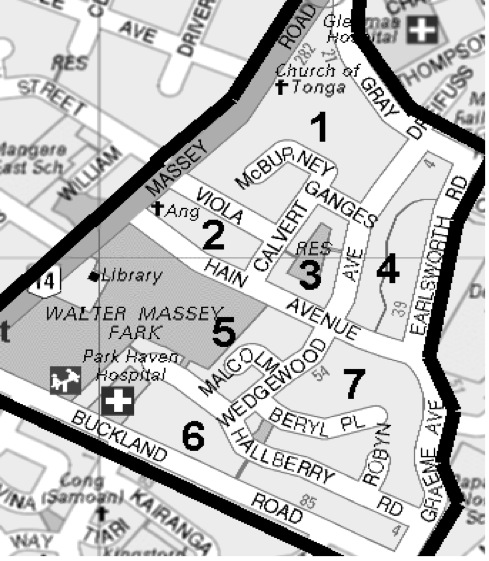 ROAD
Hospital
AVE
DRIVE
RES
282
Church of
Tonga
GRAY
THOMPSON
STREET
1
Mangere
East Sch
WILLIAM
MASSEY
McBURNEY
4
GANGES
RD
VIOLA
Ang
2
CALVERT
RES
3
AVE
4
EARLSWORTH
HAIN
14
Library
AVENUE
39
WALTER MASSEY
PARK
5
Park Haven
Hospital
MALCOLM
WEDGEWOOD
54
7
BERYL PL
BUCKLAND
6
HALLBERRY
ROBYN
GRAEME AVE
Cong
(Samoan)
KAIRANGA
ROAD
85
RD
4
WAY
TIARI
Kingsford